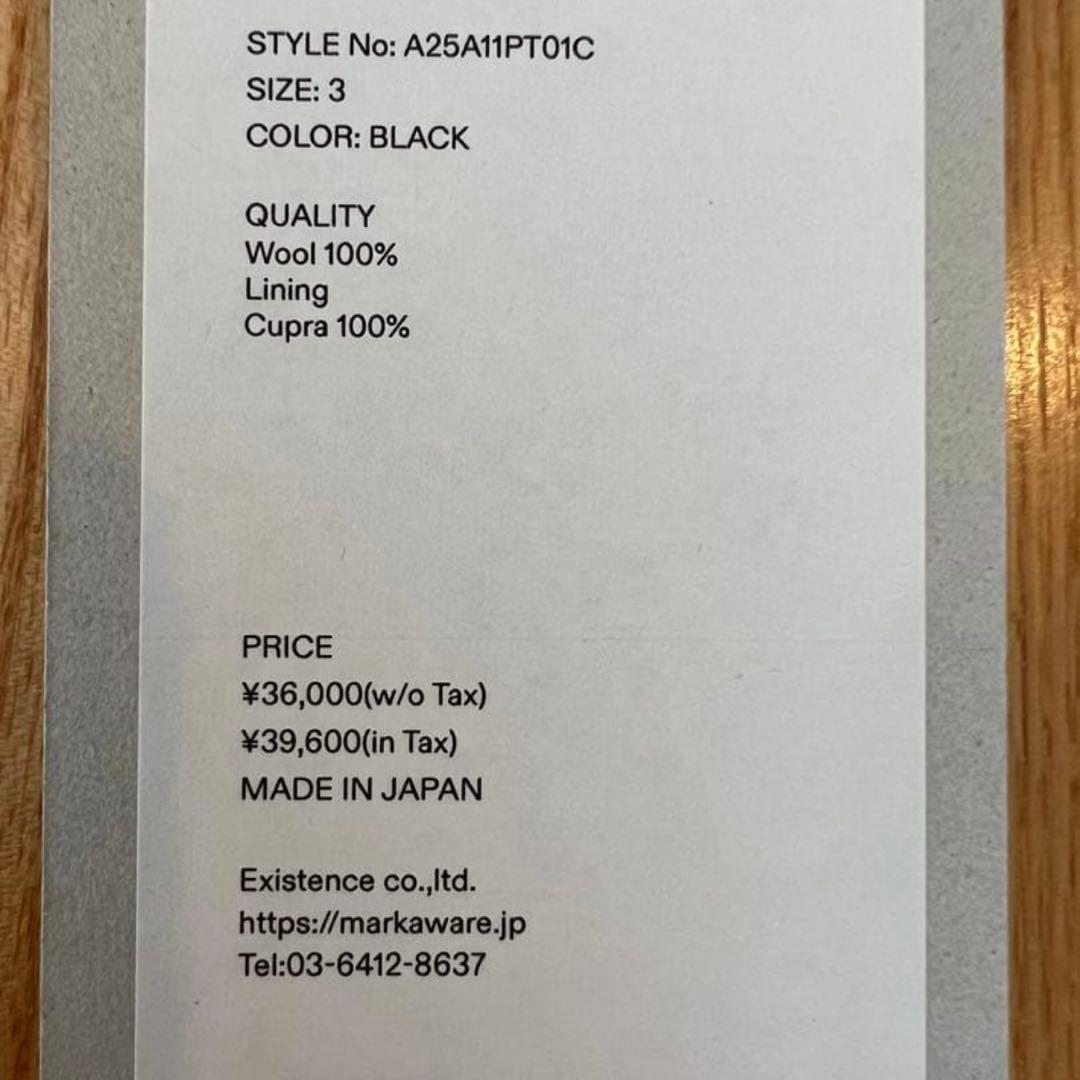 STYLE No: A25A11PT01C
SIZE: 3
COLOR: BLACK
QUALITY
Wool 100%
Lining
Cupra 100%
PRICE
¥36,000(w/o Tax)
¥39,600(in Tax)
MADE IN JAPAN
Existence co.,ltd.
https://markaware.jp
Tel:03-6412-8637